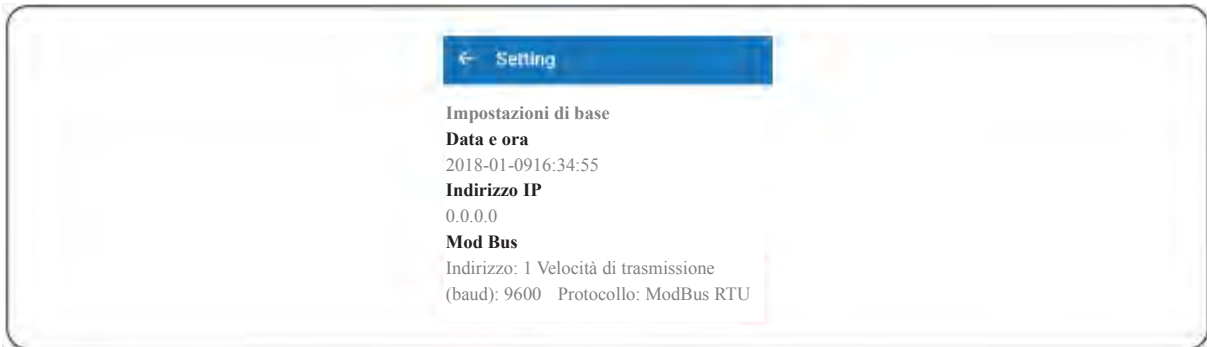 ← Setting
Impostazioni di base
Data e ora
2018-01-0916:34:55
Indirizzo IP
0.0.0.0
Mod Bus
Indirizzo: 1 Velocità di trasmissione
(baud): 9600 Protocollo: ModBus RTU